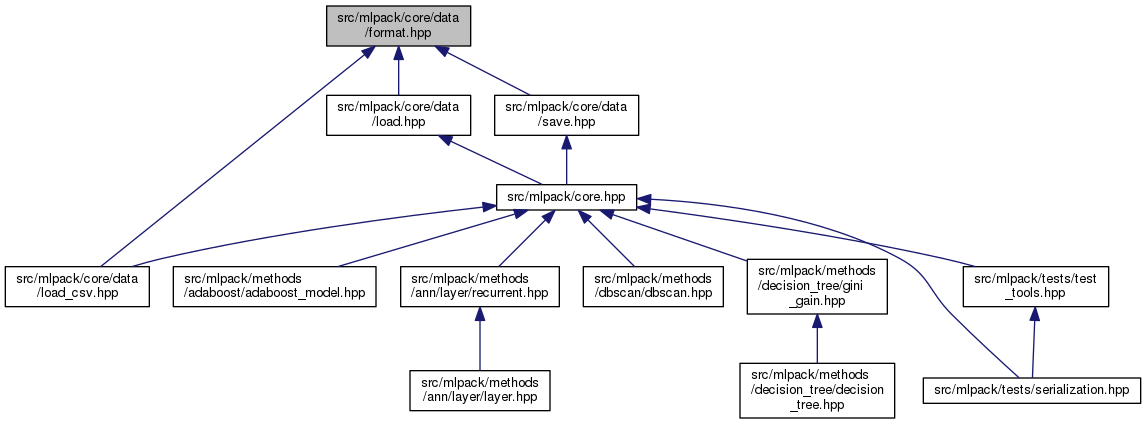 src/mlpack/core/data
/format.hpp
src/mlpack/core/data
/load.hpp
src/mlpack/core/data
/save.hpp
src/mlpack/core.hpp
src/mlpack/core/data
/load_csv.hpp
src/mlpack/methods
/adaboost/adaboost_model.hpp
src/mlpack/methods
/ann/layer/recurrent.hpp
src/mlpack/methods
/dbscan/dbscan.hpp
src/mlpack/methods
/decision_tree/gini
_gain.hpp
src/mlpack/tests/test
_tools.hpp
src/mlpack/methods
/ann/layer/layer.hpp
src/mlpack/methods
/decision_tree/decision
_tree.hpp
src/mlpack/tests/serialization.hpp